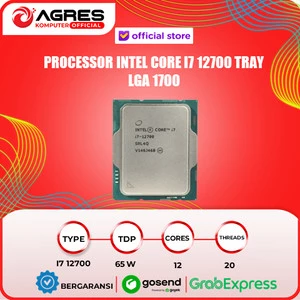 AGRES
KOMPUTER OFFICIAL
official store
PROCESSOR INTEL CORE I7 12700 TRAY
LGA 1700
INTEL® CORE™ i7
i7-12700
SRL4Q
TYPE
TDP
CORES
THREADS
I7 12700
65 W
12
20
BERGARANSI
gosend
GrabExpress